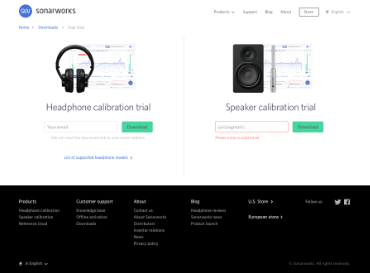 SW sonarworks
Products Support Blog About Store English
Home > Downloads > Free Trial
Headphone calibration trial
Speaker calibration trial
Your email Download
Download
We will send the download link to your email address.
List of supported headphone models >
Products
Headphone calibration
Speaker calibration
Reference cloud
Customer support
Knowledge base
Offline activation
Downloads
About
Contact us
About Sonarworks
Distributors
Investor relations
News
Privacy policy
Blog
Headphone reviews
Sonarworks news
Product launch
U.S. Store >
European store >
Follow us
In English
© Sonarworks. All rights reserved.